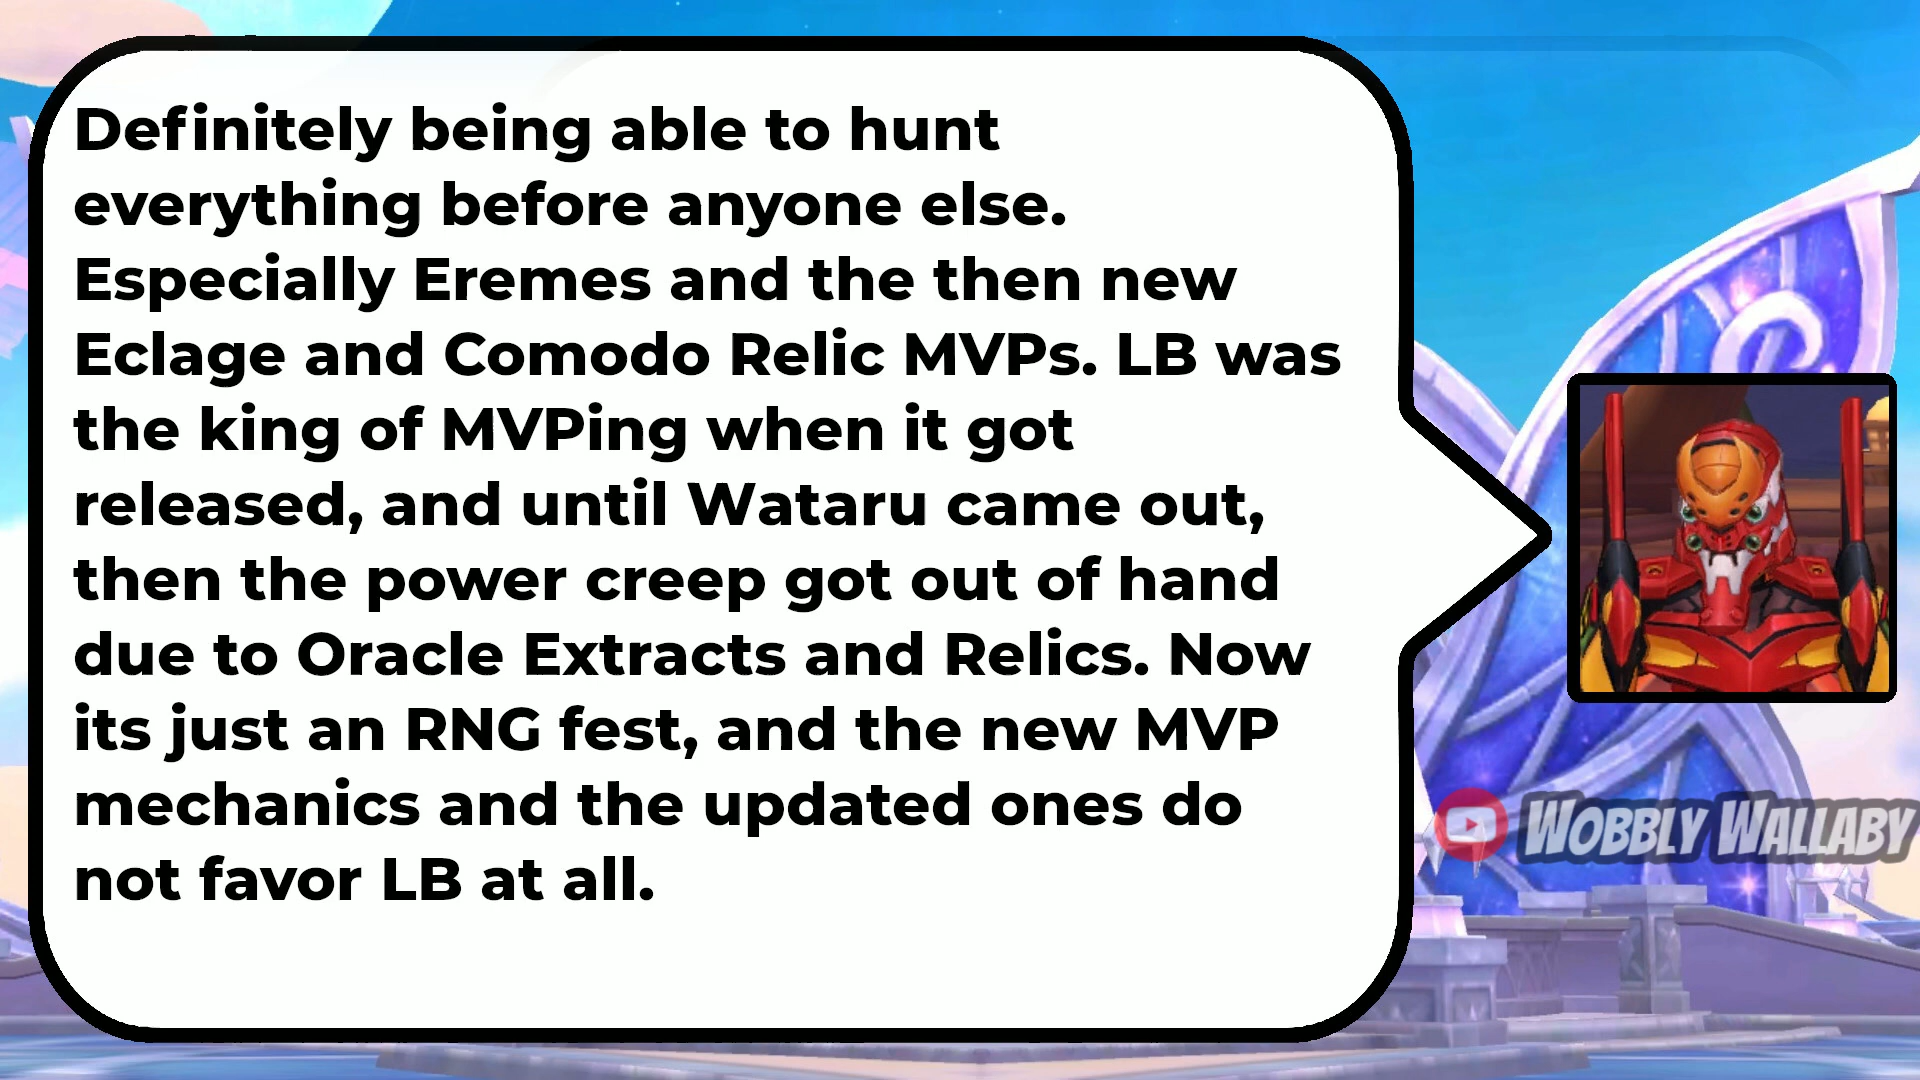 Definitely being able to hunt
everything before anyone else.
Especially Eremes and the then new
Eclage and Comodo Relic MVPs. LB was
the king of MVPing when it got
released, and until Wataru came out,
then the power creep got out of hand
due to Oracle Extracts and Relics. Now
its just an RNG fest, and the new MVP
mechanics and the updated ones do
not favor LB at all.
WOBBLY WALLABY